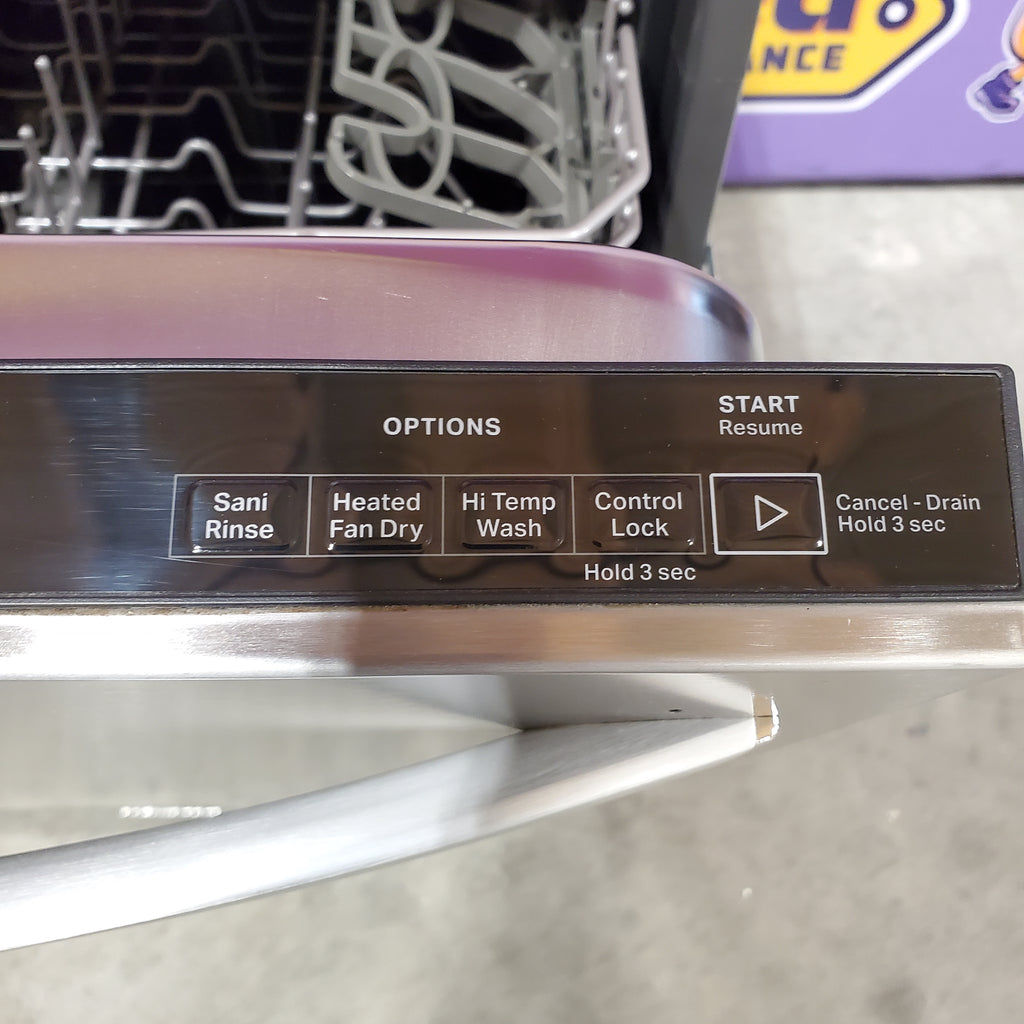 ANCE
OPTIONS
START
Resume
Sani
Rinse
Heated
Fan Dry
Hi Temp
Wash
Control
Lock
Hold 3 sec
Cancel - Drain
Hold 3 sec